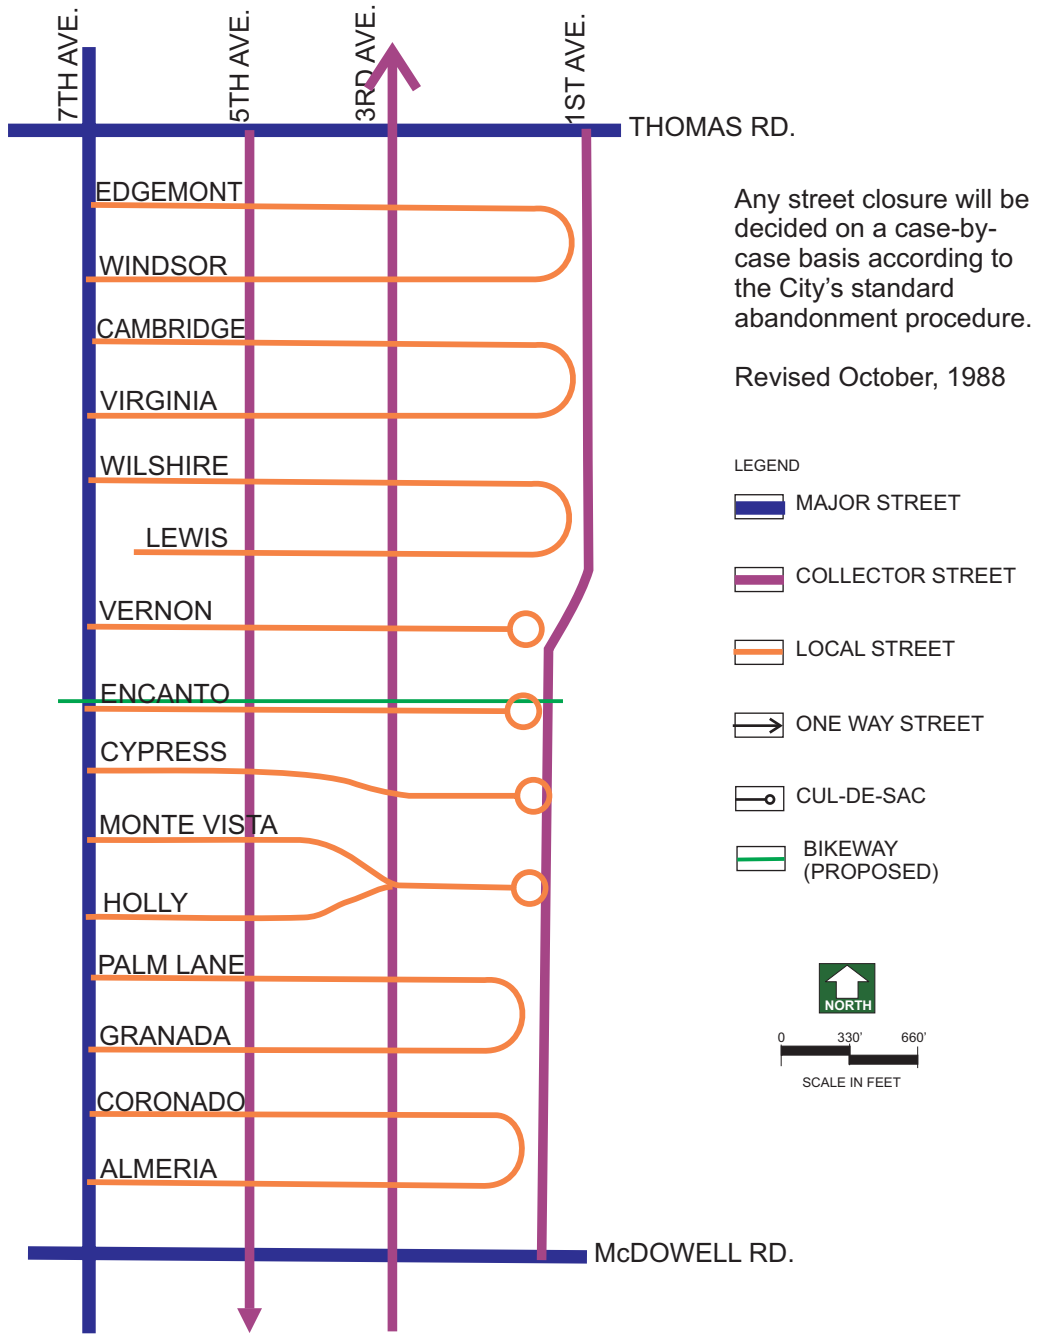 7TH AVE.
5TH AVE.
3RD AVE.
1ST AVE.
THOMAS RD.
EDGEMONT
WINDSOR
CAMBRIDGE
VIRGINIA
WILSHIRE
LEWIS
VERNON
ENCANTO
CYPRESS
MONTE VISTA
HOLLY
PALM LANE
GRANADA
CORONADO
ALMERIA
McDOWELL RD.
Any street closure will be
decided on a case-by-
case basis according to
the City's standard
abandonment procedure.
Revised October, 1988
LEGEND
MAJOR STREET
COLLECTOR STREET
LOCAL STREET
ONE WAY STREET
CUL-DE-SAC
BIKEWAY
(PROPOSED)
NORTH
0 330' 660'
SCALE IN FEET